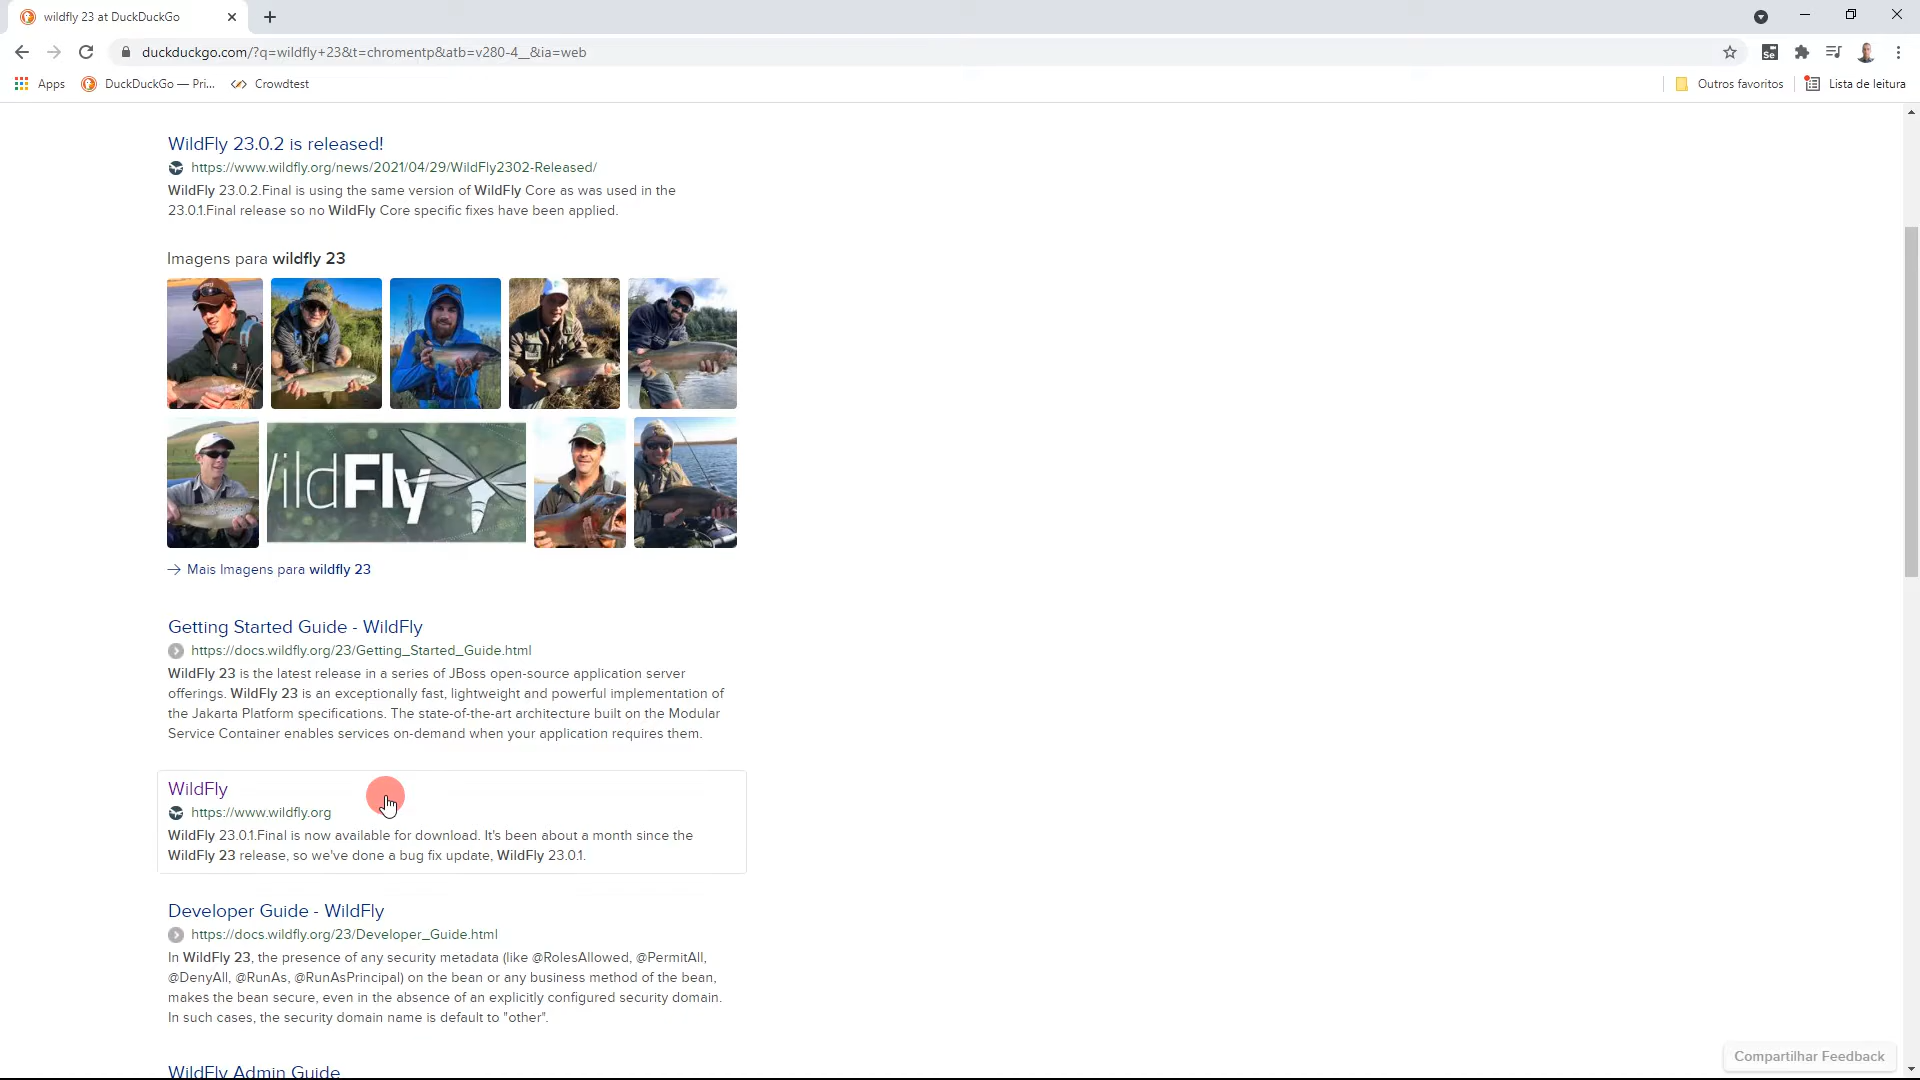 wildfly 23 at DuckDuckGo
duckduckgo.com/?q=wildfly+23&t=chromentp&atb=v280-4__&ia=web
Apps DuckDuckGo — Pri... Crowdtest Outros favoritos Lista de leitura
WildFly 23.0.2 is released!
https://www.wildfly.org/news/2021/04/29/WildFly2302-Released/
WildFly 23.0.2.Final is using the same version of WildFly Core as was used in the
23.0.1.Final release so no WildFly Core specific fixes have been applied.
Imagens para wildfly 23
ildFly
Mais Imagens para wildfly 23
Getting Started Guide - WildFly
https://docs.wildfly.org/23/Getting_Started_Guide.html
WildFly 23 is the latest release in a series of JBoss open-source application server
offerings. WildFly 23 is an exceptionally fast, lightweight and powerful implementation of
the Jakarta Platform specifications. The state-of-the-art architecture built on the Modular
Service Container enables services on-demand when your application requires them.
WildFly
https://www.wildfly.org
WildFly 23.0.1.Final is now available for download. It's been about a month since the
WildFly 23 release, so we've done a bug fix update, WildFly 23.0.1.
Developer Guide - WildFly
https://docs.wildfly.org/23/Developer_Guide.html
In WildFly 23, the presence of any security metadata (like @RolesAllowed, @PermitAll,
@DenyAll, @RunAs, @RunAsPrincipal) on the bean or any business method of the bean,
makes the bean secure, even in the absence of an explicitly configured security domain.
In such cases, the security domain name is default to "other".
Compartilhar Feedback
WildFly Admin Guide